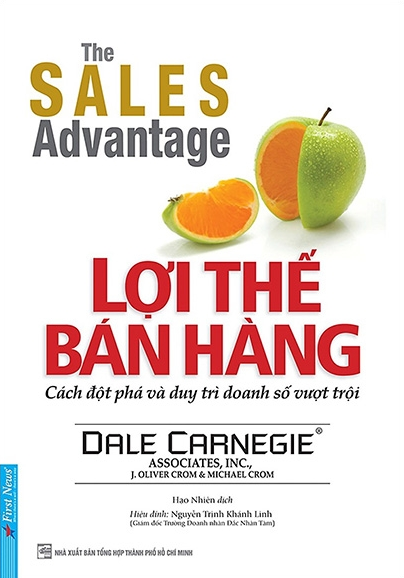 The
SALES
Advantage
LỢI THẾ
BÁN HÀNG
Cách đột phá và duy trì doanh số vượt trội
DALE CARNEGIE®
ASSOCIATES, INC.,
J. OLIVER CROM & MICHAEL CROM
Hạo Nhiên dịch
Hiệu đính: Nguyễn Trịnh Khánh Linh
(Giám đốc Trường Doanh nhân Đắc Nhân Tâm)
First News
NHÀ XUẤT BẢN TỔNG HỢP THÀNH PHỐ HỒ CHÍ MINH